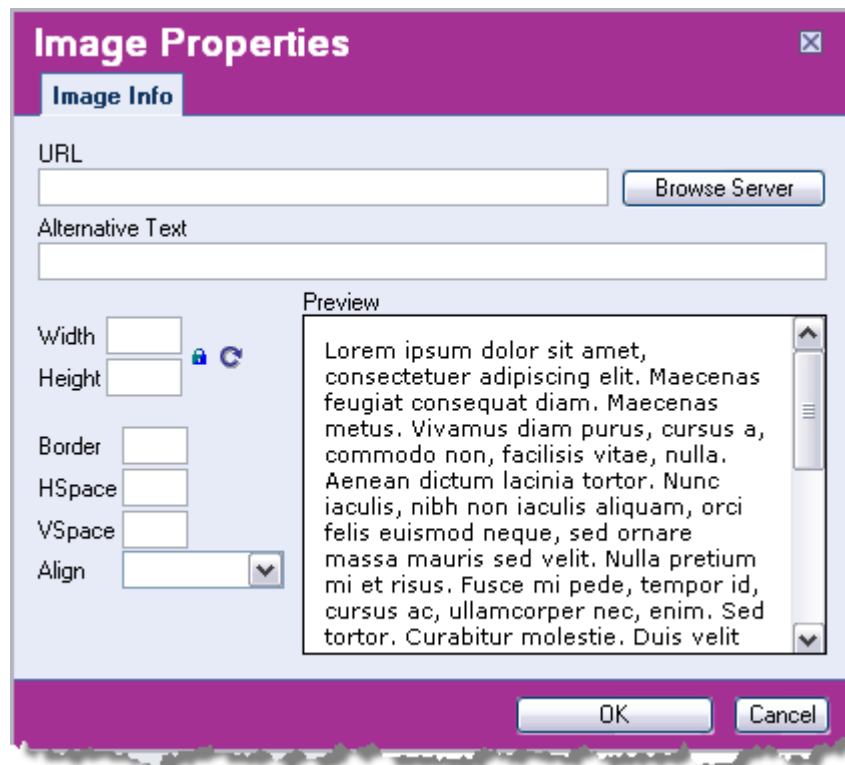 Image Properties
Image Info
URL
Browse Server
Alternative Text
Preview
Width
Height
Border
HSpace
VSpace
Align
Lorem ipsum dolor sit amet,
consectetuer adipiscing elit. Maecenas
feugiat consequat diam. Maecenas
metus. Vivamus diam purus, cursus a,
commodo non, facilisis vitae, nulla.
Aenean dictum lacinia tortor. Nunc
iaculis, nibh non iaculis aliquam, orci
felis euismod neque, sed ornare
massa mauris sed velit. Nulla pretium
mi et risus. Fusce mi pede, tempor id,
cursus ac, ullamcorper nec, enim. Sed
tortor. Curabitur molestie. Duis velit
OK
Cancel